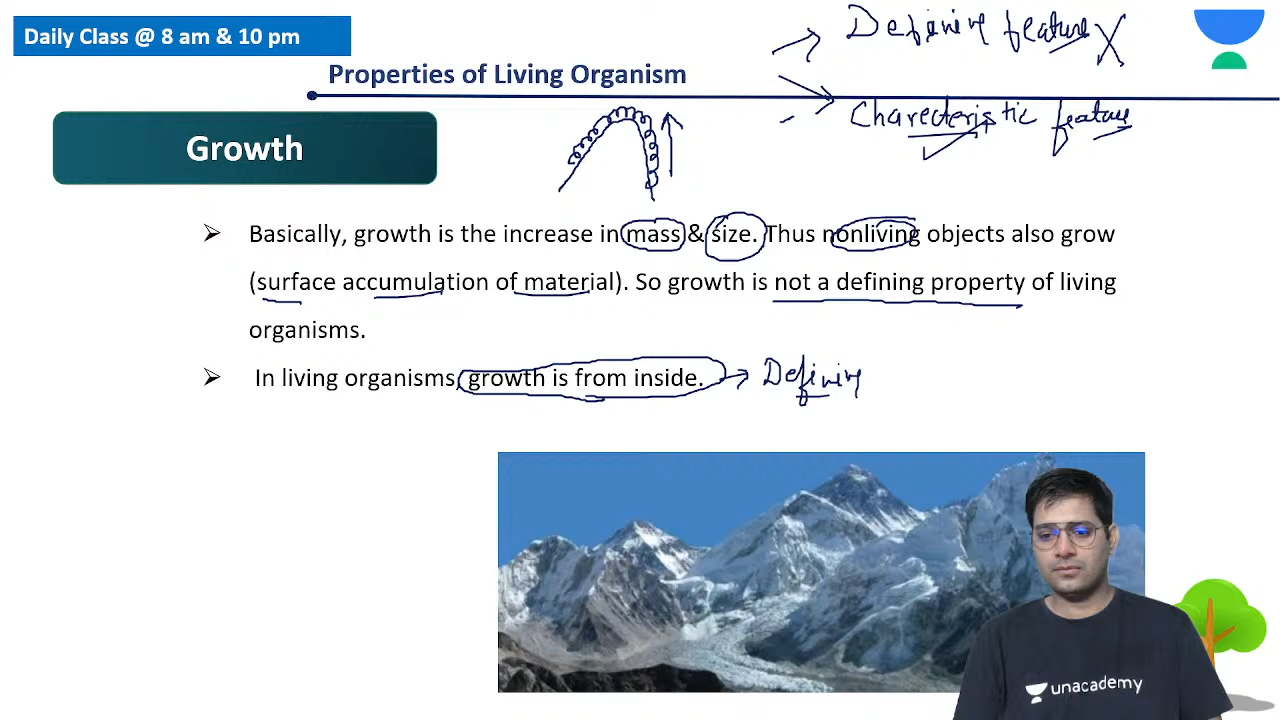 Daily Class @ 8 am & 10 pm
Defining feature
Properties of Living Organism
Charecteristic feature
Growth
➢ Basically, growth is the increase in mass & size. Thus nonliving objects also grow
(surface accumulation of material). So growth is not a defining property of living
organisms.
➢ In living organisms, growth is from inside. → Defining
unacademy